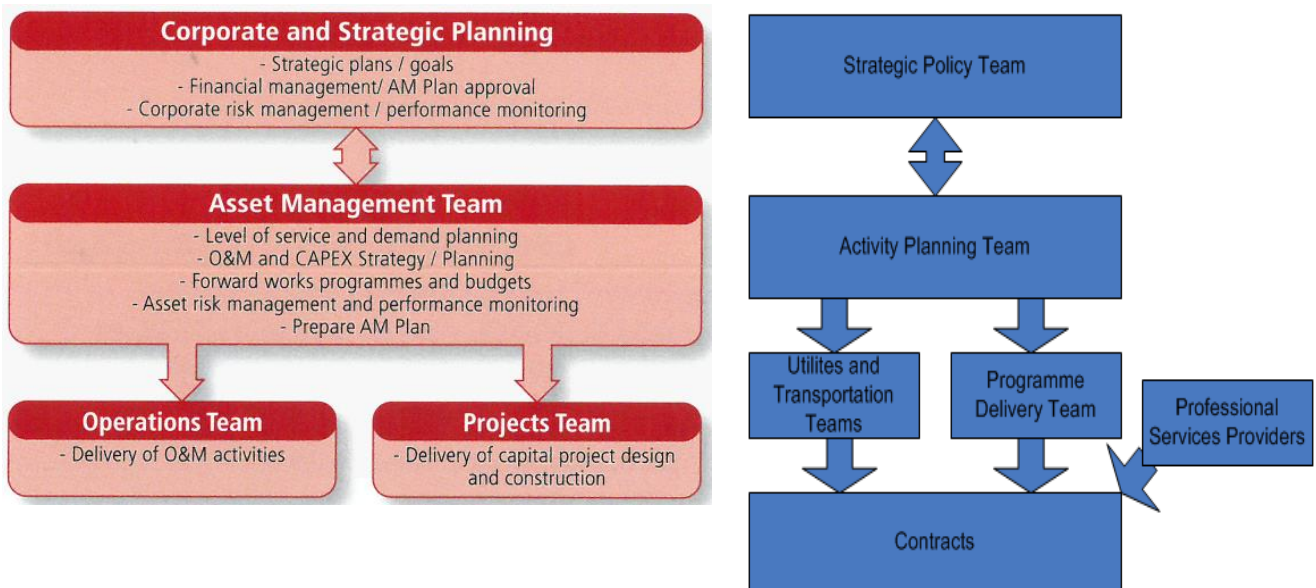 Corporate and Strategic Planning
- Strategic plans / goals
- Financial management/ AM Plan approval
- Corporate risk management / performance monitoring
Asset Management Team
- Level of service and demand planning
- O&M and CAPEX Strategy / Planning
- Forward works programmes and budgets
- Asset risk management and performance monitoring
- Prepare AM Plan
Operations Team
- Delivery of O&M activities
Projects Team
- Delivery of capital project design
and construction
Strategic Policy Team
Activity Planning Team
Utilites and
Transportation
Teams
Programme
Delivery Team
Professional
Services Providers
Contracts